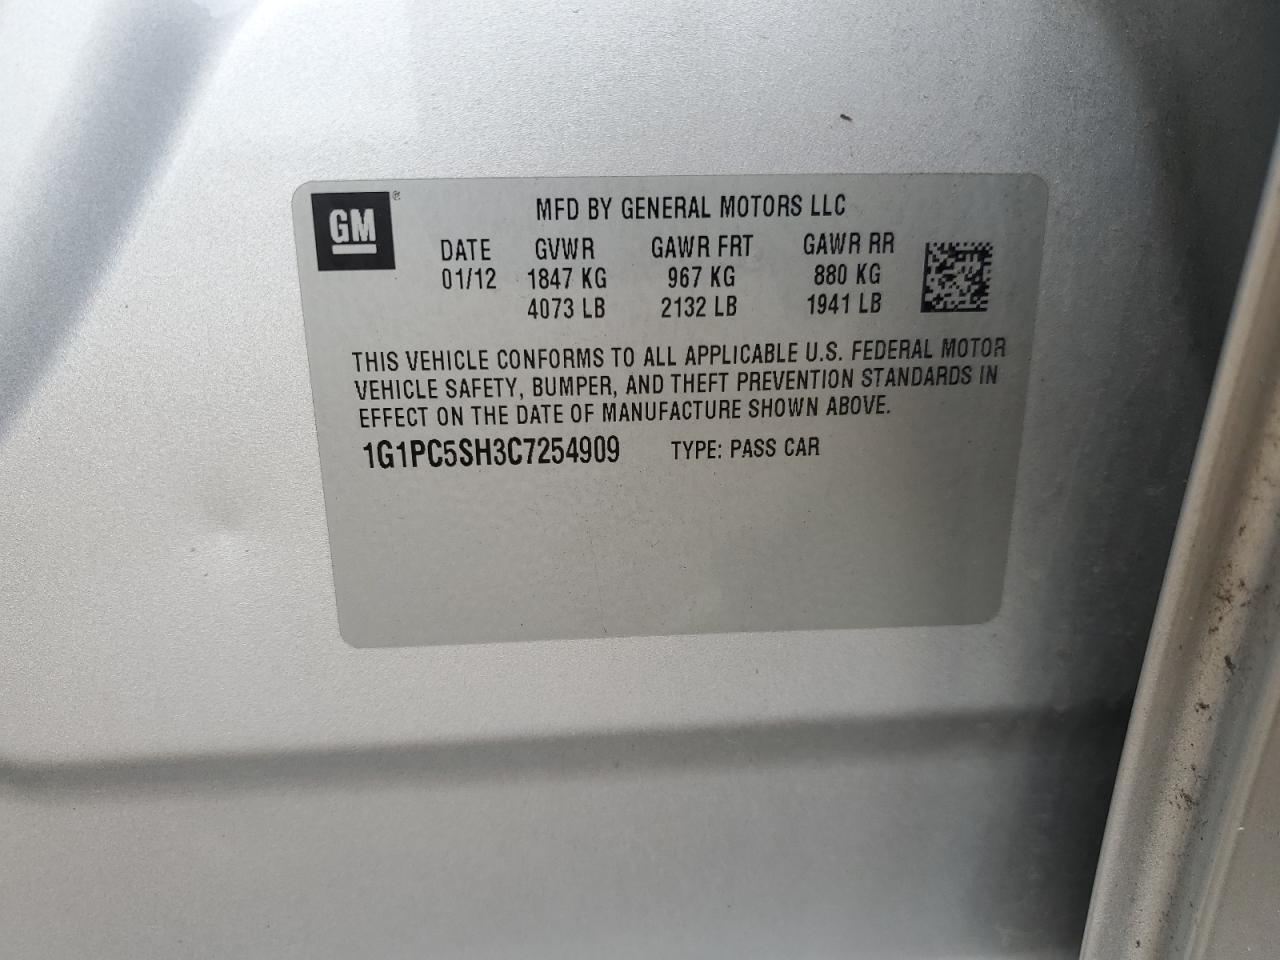 GM®
MFD BY GENERAL MOTORS LLC
DATE GVWR GAWR FRT GAWR RR
01/12 1847 KG 967 KG 880 KG
4073 LB 2132 LB 1941 LB
THIS VEHICLE CONFORMS TO ALL APPLICABLE U.S. FEDERAL MOTOR
VEHICLE SAFETY, BUMPER, AND THEFT PREVENTION STANDARDS IN
EFFECT ON THE DATE OF MANUFACTURE SHOWN ABOVE.
1G1PC5SH3C7254909 TYPE: PASS CAR